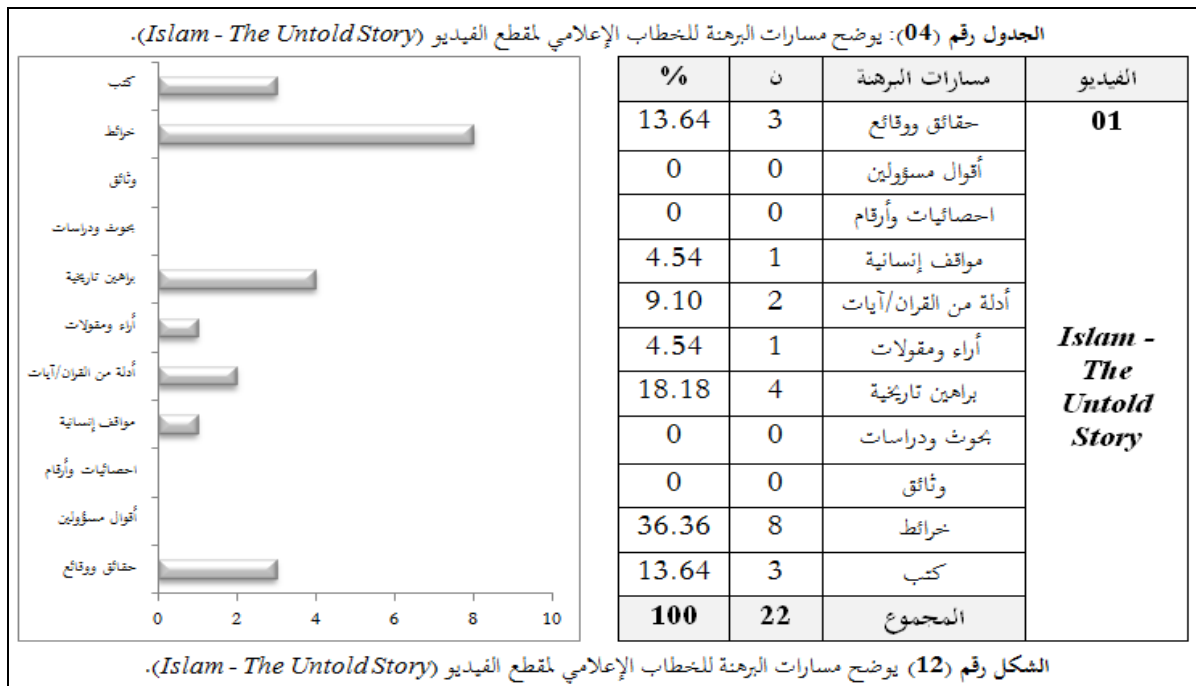 الجدول رقم (04): يوضح مسارات البرهنة للخطاب الإعلامي لمقطع الفيديو (Islam - The Untold Story).
الفيديو مسارات البرهنة ن %
01 حقائق ووقائع 3 13.64
أقوال مسؤولين 0 0
احصائيات وأرقام 0 0
مواقف إنسانية 1 4.54
أدلة من القران/آيات 2 9.10
Islam - The Untold Story
أراء ومقولات 1 4.54
براهين تاريخية 4 18.18
بحوث ودراسات 0 0
وثائق 0 0
خرائط 8 36.36
كتب 3 13.64
المجموع 22 100
كتب
خرائط
وثائق
بحوث ودراسات
براهين تاريخية
أراء ومقولات
أدلة من القران/آيات
مواقف إنسانية
احصائيات وأرقام
أقوال مسؤولين
حقائق ووقائع
0 2 4 6 8 10
الشكل رقم (12) يوضح مسارات البرهنة للخطاب الإعلامي لمقطع الفيديو (Islam - The Untold Story).